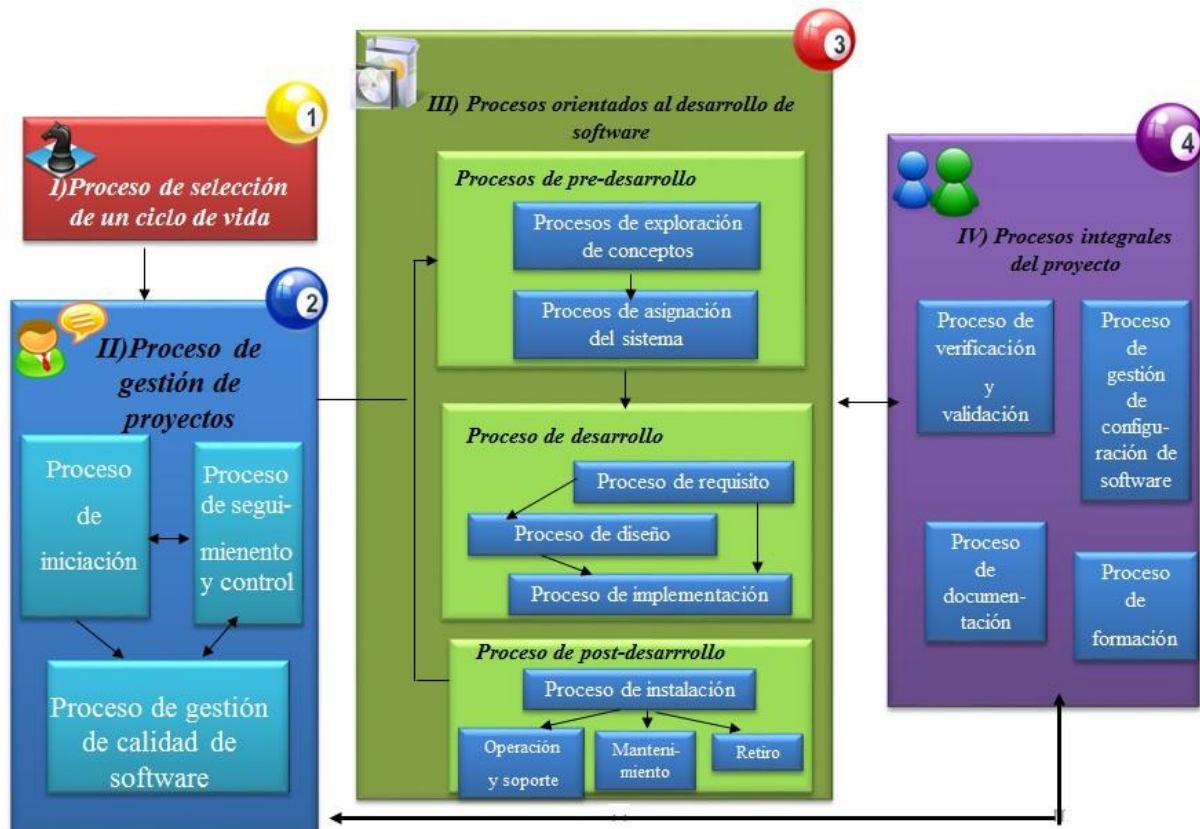 1
I)Proceso de selección
de un ciclo de vida
2
II)Proceso de
gestión de
proyectos
Proceso
de
iniciación
Proceso
de segui-
mienento
y control
Proceso de gestión
de calidad de
software
3
III) Procesos orientados al desarrollo de
software
Procesos de pre-desarrollo
Procesos de exploración
de conceptos
Proceos de asignación
del sistema
Proceso de desarrollo
Proceso de requisito
Proceso de diseño
Proceso de implementación
Proceso de post-desarrrollo
Proceso de instalación
Operación
y soporte
Manteni-
miento
Retiro
4
IV) Procesos integrales
del proyecto
Proceso de
verificación
y
validación
Proceso
de
gestión
de
configu-
ración de
software
Proceso
de
documen-
tación
Proceso
de
formación